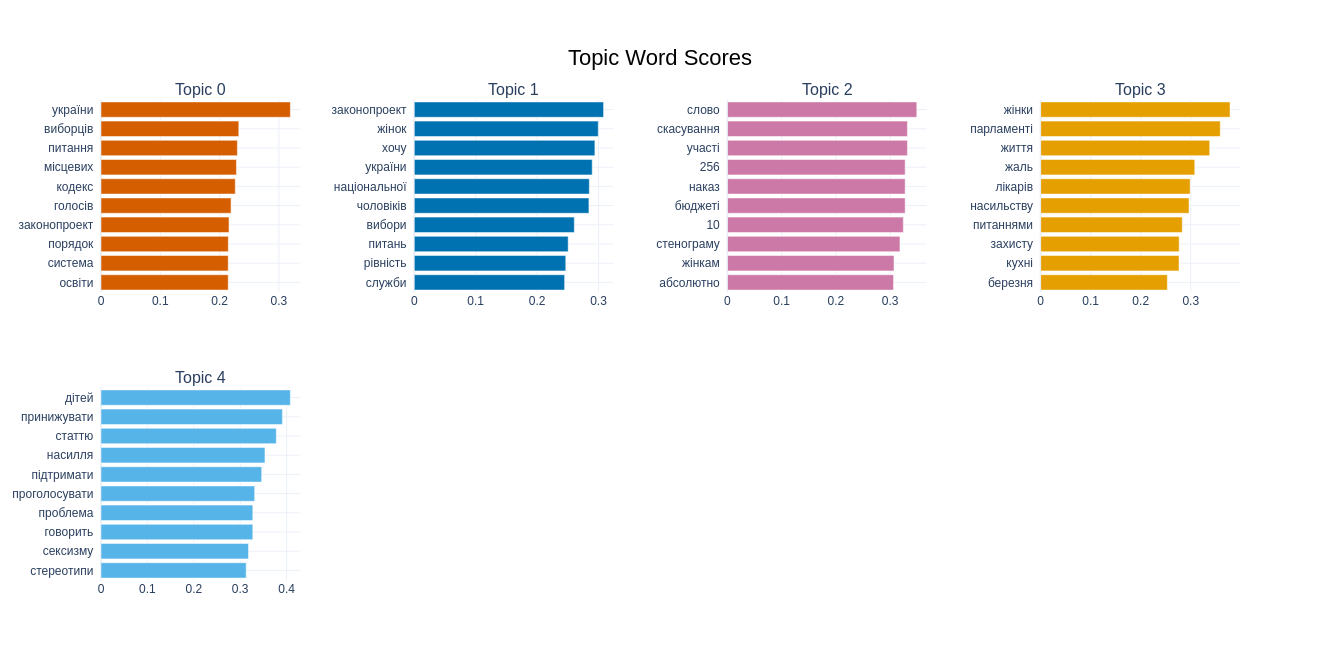 Topic Word Scores
Topic 0
україни
виборців
питання
місцевих
кодекс
голосів
законопроект
порядок
система
освіти
0 0.1 0.2 0.3
Topic 1
законопроект
жінок
хочу
україни
національної
чоловіків
вибори
питань
рівність
служби
0 0.1 0.2 0.3
Topic 2
слово
скасування
участі
256
наказ
бюджеті
10
стенограму
жінкам
абсолютно
0 0.1 0.2 0.3
Topic 3
жінки
парламенті
життя
жаль
лікарів
насильству
питаннями
захисту
кухні
березня
0 0.1 0.2 0.3
Topic 4
дітей
принижувати
статтю
насилля
підтримати
проголосувати
проблема
говорить
сексизму
стереотипи
0 0.1 0.2 0.3 0.4